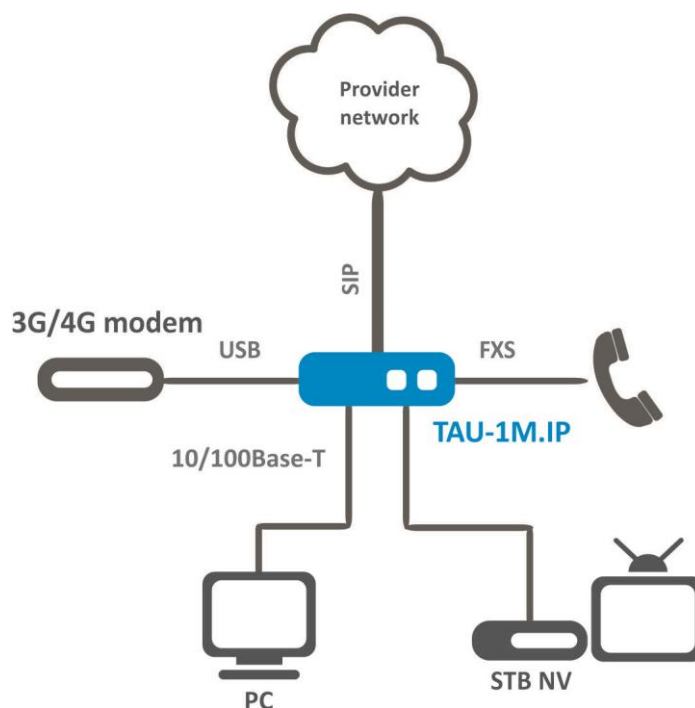 Provider
network
SIP
3G/4G modem
USB
FXS
TAU-1M.IP
10/100Base-T
STB NV
PC